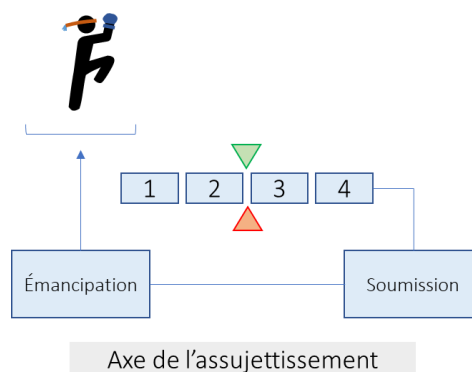 1 2 3 4
Émancipation
Soumission
Axe de l’assujettissement